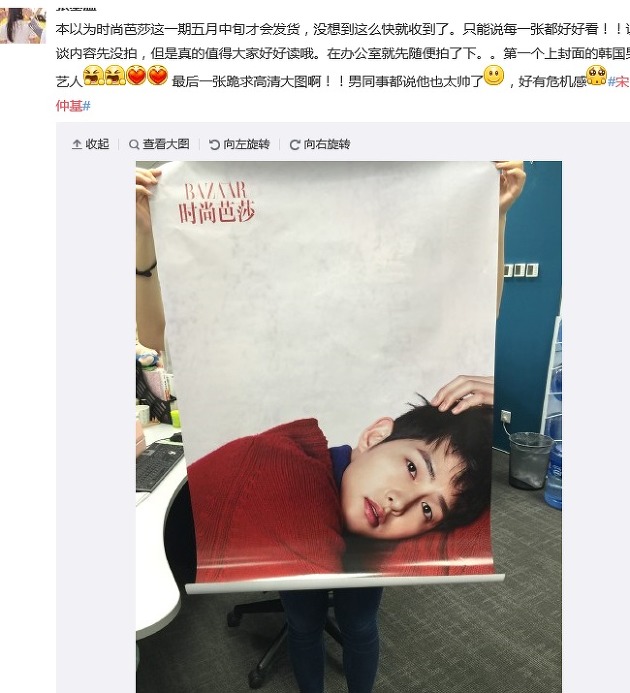 本以为时尚芭莎这一期五月中旬才会发货，没想到这么快就收到了。只能说每一张都好好看！！
谈内容先没拍，但是真的值得大家好好读哦。在办公室就先随便拍了下。。第一个上封面的韩国男
艺人 最后一张跪求高清大图啊！！男同事都说他也太帅了，好有危机感#宋
仲基#
收起 查看大图 向左旋转 向右旋转
BAZAAR
时尚芭莎